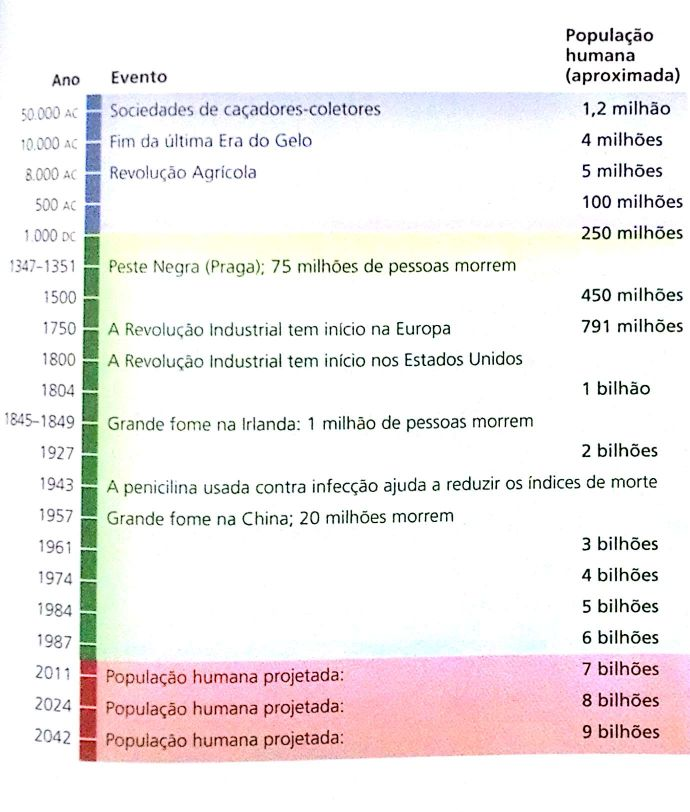 População
humana
Ano Evento (aproximada)
50.000 AC Sociedades de caçadores-coletores 1,2 milhão
10.000 AC Fim da última Era do Gelo 4 milhões
8.000 AC Revolução Agrícola 5 milhões
500 AC 100 milhões
1.000 DC 250 milhões
1347–1351 Peste Negra (Praga); 75 milhões de pessoas morrem
1500 450 milhões
1750 A Revolução Industrial tem início na Europa 791 milhões
1800 A Revolução Industrial tem início nos Estados Unidos
1804 1 bilhão
1845–1849 Grande fome na Irlanda: 1 milhão de pessoas morrem
1927 2 bilhões
1943 A penicilina usada contra infecção ajuda a reduzir os índices de morte
1957 Grande fome na China; 20 milhões morrem
1961 3 bilhões
1974 4 bilhões
1984 5 bilhões
1987 6 bilhões
2011 População humana projetada: 7 bilhões
2024 População humana projetada: 8 bilhões
2042 População humana projetada: 9 bilhões